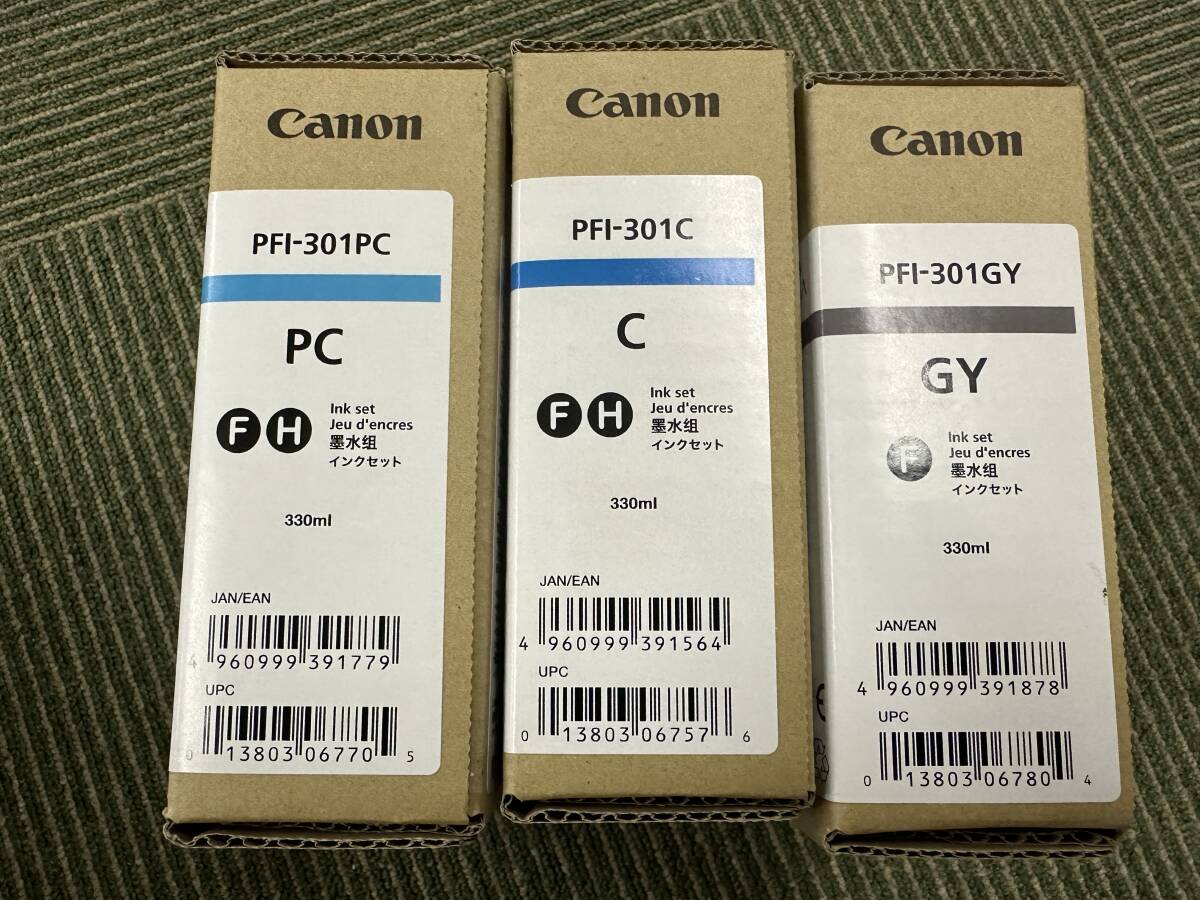 Canon
PFI-301PC
PC
F H
Ink set
Jeu d'encres
墨水组
インクセット
330ml
JAN/EAN
4 960999 391779
UPC
0 13803 06770 5
Canon
PFI-301C
C
F H
Ink set
Jeu d'encres
墨水组
インクセット
330ml
JAN/EAN
4 960999 391564
UPC
0 13803 06757 6
Canon
PFI-301GY
GY
F
Ink set
Jeu d'encres
墨水组
インクセット
330ml
JAN/EAN
4 960999 391878
UPC
0 13803 06780 4